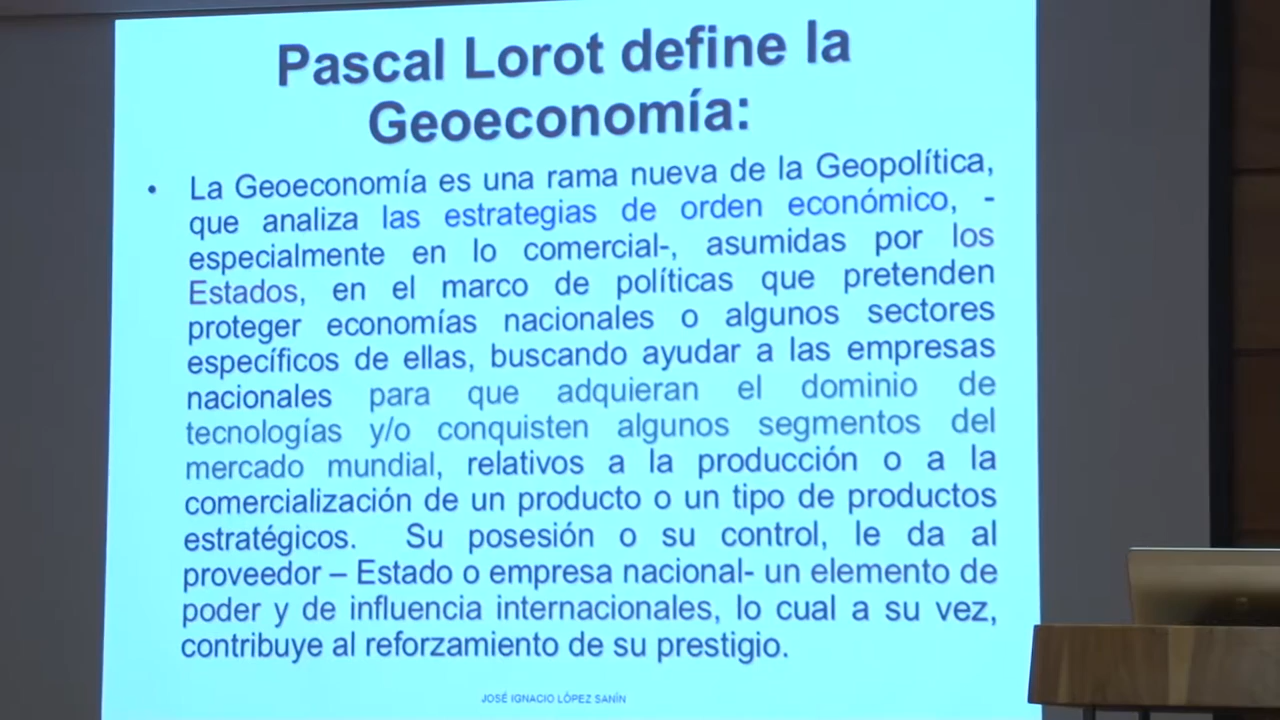 Pascal Lorot define la
Geoeconomía:
• La Geoeconomía es una rama nueva de la Geopolítica,
que analiza las estrategias de orden económico, -
especialmente en lo comercial-, asumidas por los
Estados, en el marco de políticas que pretenden
proteger economías nacionales o algunos sectores
específicos de ellas, buscando ayudar a las empresas
nacionales para que adquieran el dominio de
tecnologías y/o conquisten algunos segmentos del
mercado mundial, relativos a la producción o a la
comercialización de un producto o un tipo de productos
estratégicos. Su posesión o su control, le da al
proveedor – Estado o empresa nacional- un elemento de
poder y de influencia internacionales, lo cual a su vez,
contribuye al reforzamiento de su prestigio.
JOSÉ IGNACIO LÓPEZ SANÍN